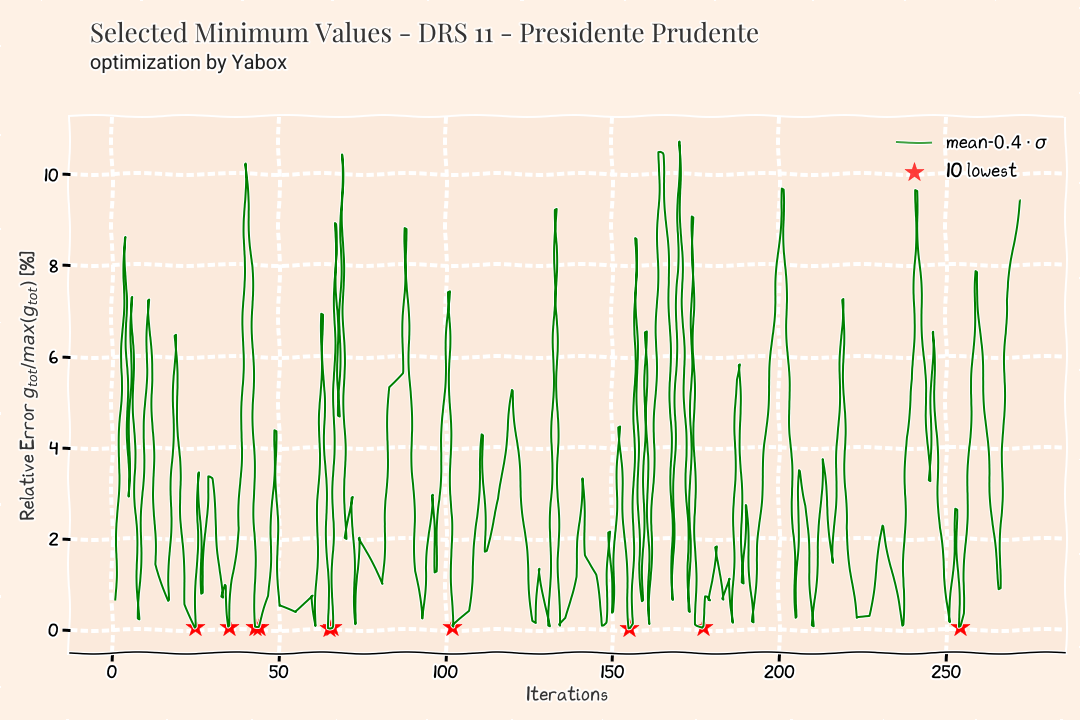 Selected Minimum Values - DRS 11 - Presidente Prudente
optimization by Yabox
mean-0.4 · σ
10 lowest
Relative Error g_tot/max(g_tot) [%]
10
8
6
4
2
0
0 50 100 150 200 250
Iterations